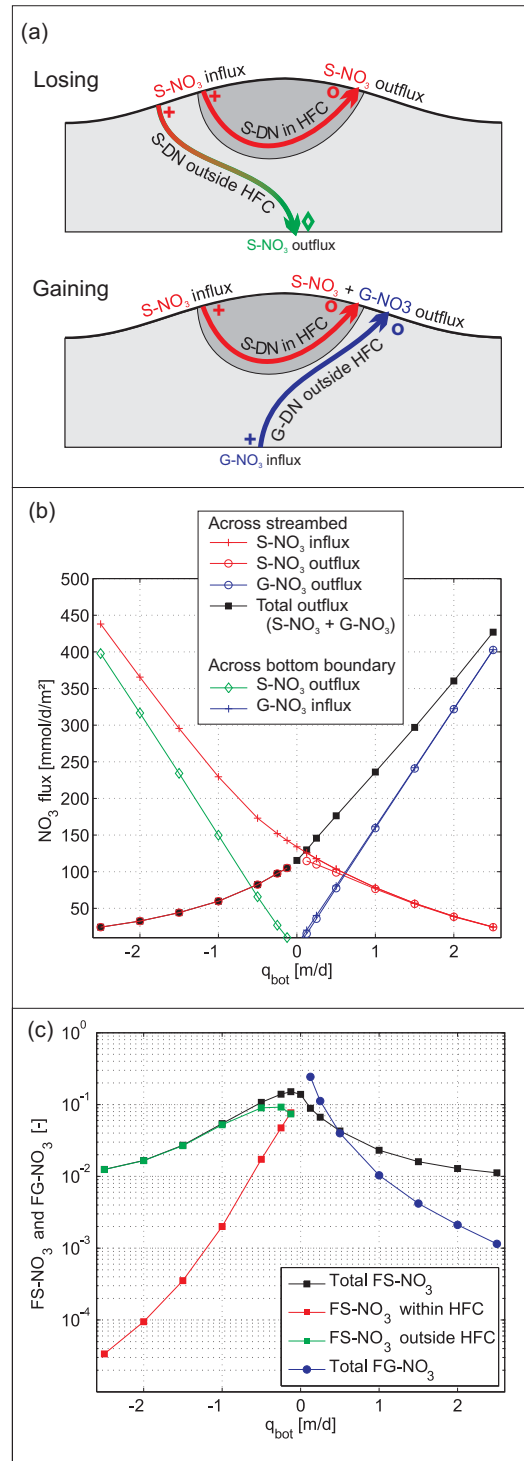 (a)
Losing
S-NO₃ influx
S-NO₃ outflux
S-DN in HFC
S-DN outside HFC
S-NO₃ outflux
Gaining
S-NO₃ influx
S-NO₃ + G-NO3 outflux
S-DN in HFC
G-DN outside HFC
G-NO₃ influx
(b)
Across streambed
S-NO₃ influx
S-NO₃ outflux
G-NO₃ outflux
Total outflux
(S-NO₃ + G-NO₃)
Across bottom boundary
S-NO₃ outflux
G-NO₃ influx
NO₃ flux [mmol/d/m²]
500
450
400
350
300
250
200
150
100
50
-2 -1 0 1 2
q_bot [m/d]
(c)
FS-NO₃ and FG-NO₃ [-]
10⁰
10⁻¹
10⁻²
10⁻³
10⁻⁴
Total FS-NO₃
FS-NO₃ within HFC
FS-NO₃ outside HFC
Total FG-NO₃
-2 -1 0 1 2
q_bot [m/d]